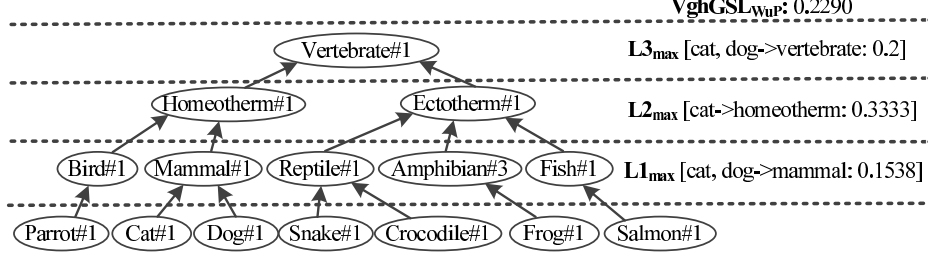 VghGSL WuP: 0.2290
Vertebrate#1
L3max [cat, dog->vertebrate: 0.2]
Homeotherm#1 Ectotherm#1
L2max [cat->homeotherm: 0.3333]
Bird#1 Mammal#1 Reptile#1 Amphibian#3 Fish#1
L1max [cat, dog->mammal: 0.1538]
Parrot#1 Cat#1 Dog#1 Snake#1 Crocodile#1 Frog#1 Salmon#1